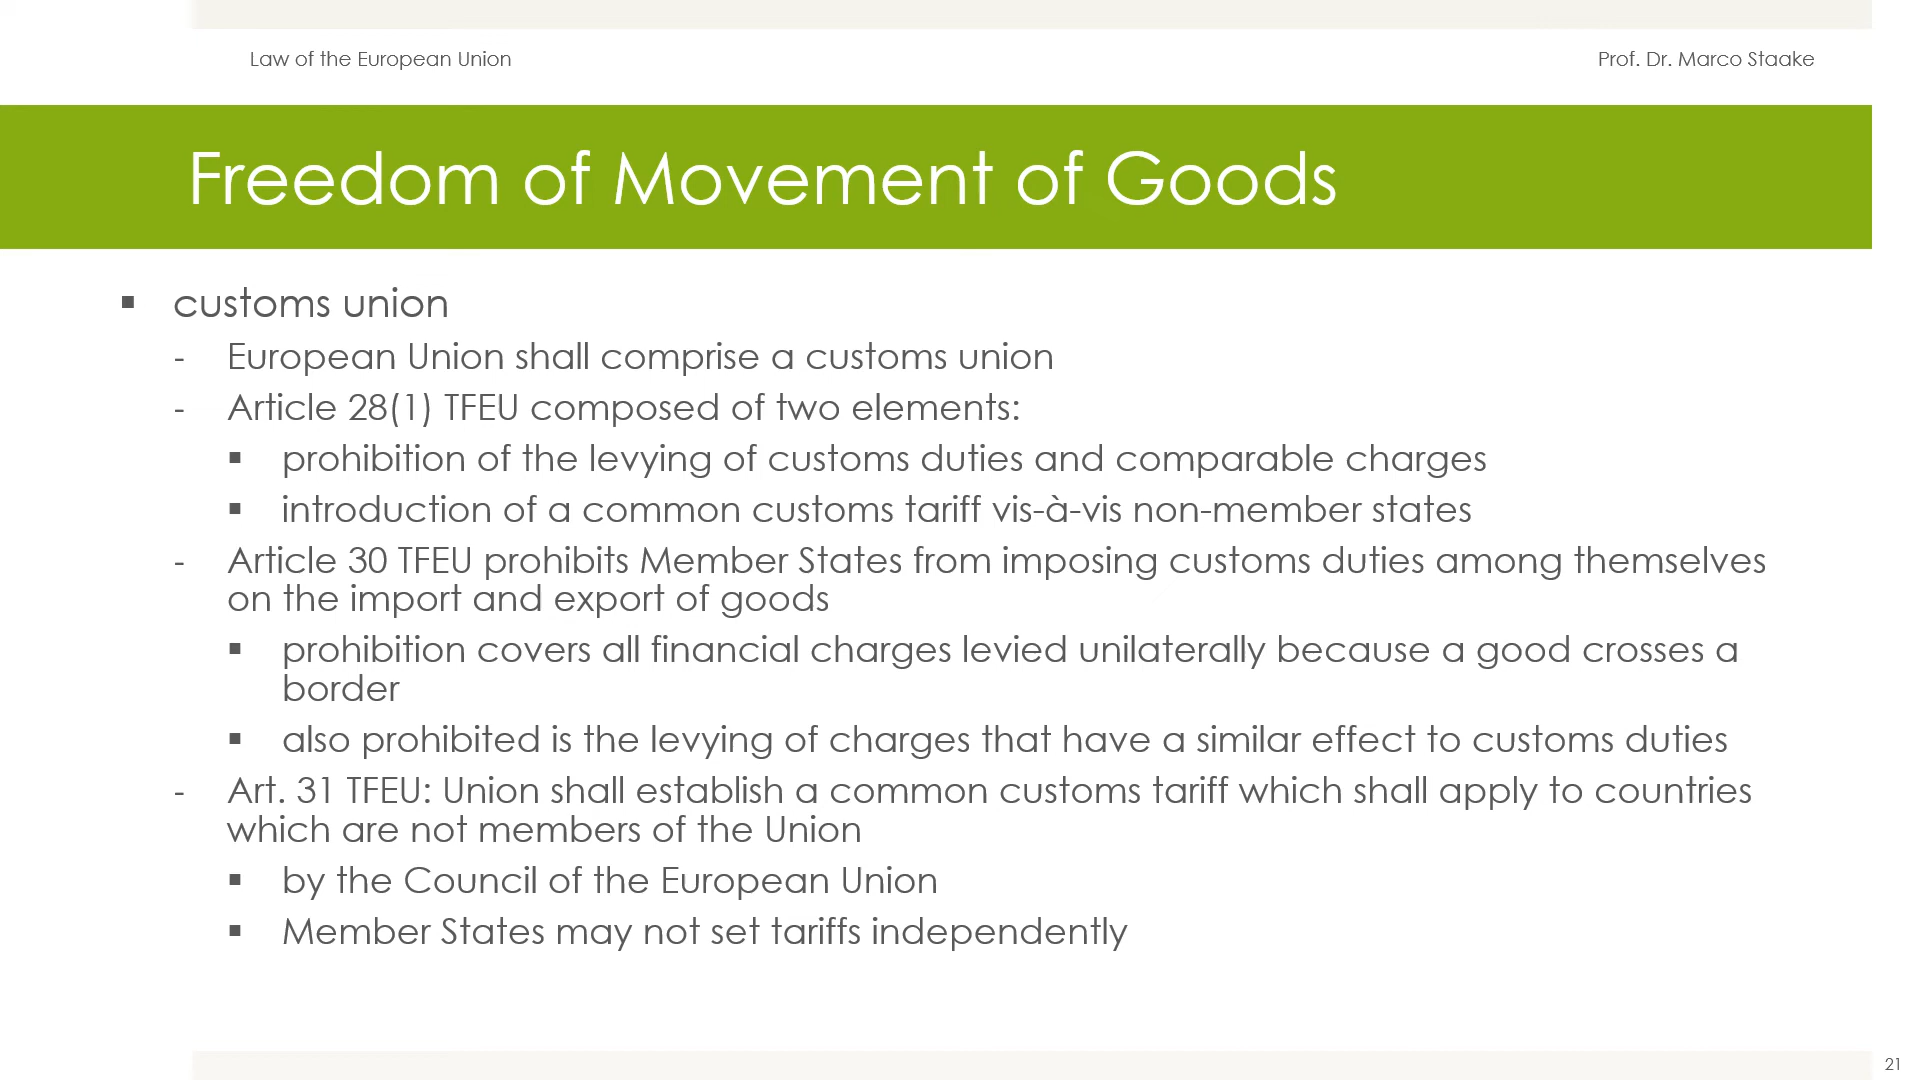 Law of the European Union
Prof. Dr. Marco Staake
Freedom of Movement of Goods
▪ customs union
- European Union shall comprise a customs union
- Article 28(1) TFEU composed of two elements:
▪ prohibition of the levying of customs duties and comparable charges
▪ introduction of a common customs tariff vis-à-vis non-member states
- Article 30 TFEU prohibits Member States from imposing customs duties among themselves
on the import and export of goods
▪ prohibition covers all financial charges levied unilaterally because a good crosses a
border
▪ also prohibited is the levying of charges that have a similar effect to customs duties
- Art. 31 TFEU: Union shall establish a common customs tariff which shall apply to countries
which are not members of the Union
▪ by the Council of the European Union
▪ Member States may not set tariffs independently
21